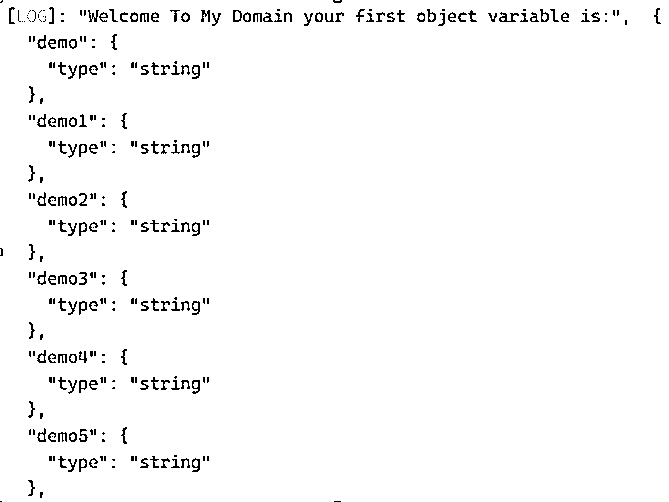 [LOG]: "Welcome To My Domain your first object variable is:",  {
  "demo": {
    "type": "string"
  },
  "demo1": {
    "type": "string"
  },
  "demo2": {
    "type": "string"
  },
  "demo3": {
    "type": "string"
  },
  "demo4": {
    "type": "string"
  },
  "demo5": {
    "type": "string"
  },